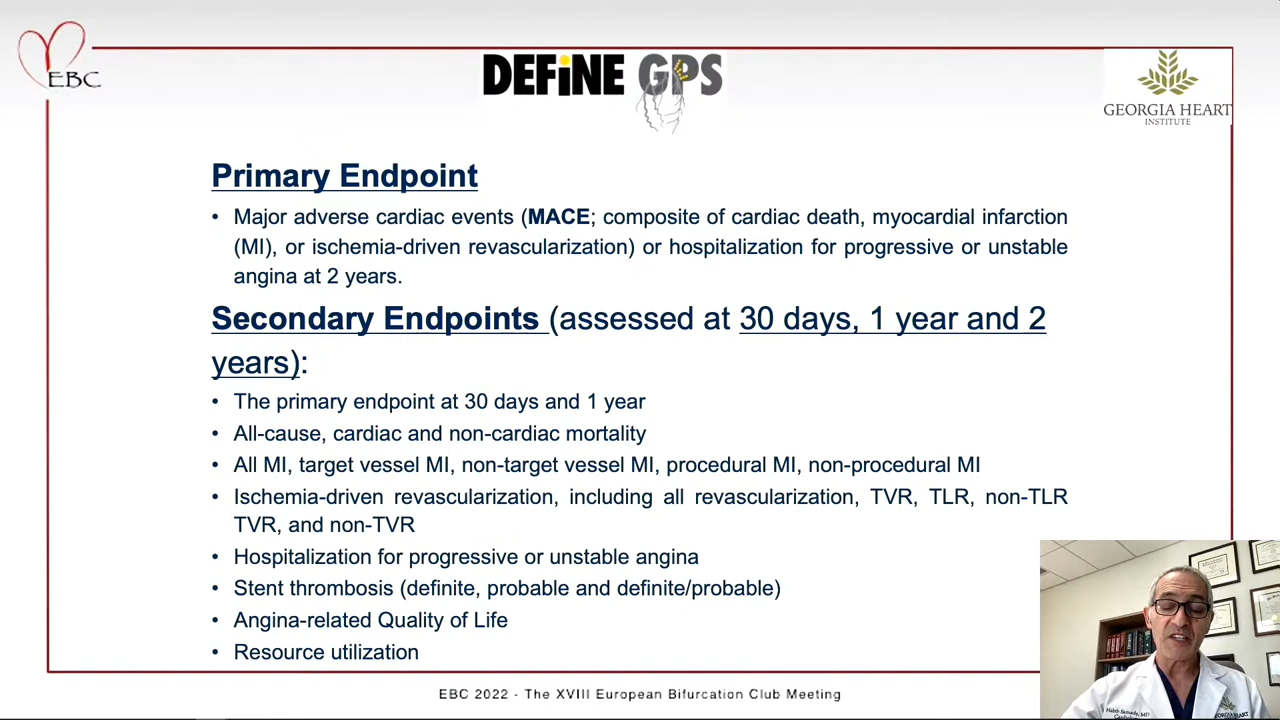 EBC
DEFiNE GPS
GEORGIA HEART
INSTITUTE
Primary Endpoint
• Major adverse cardiac events (MACE; composite of cardiac death, myocardial infarction
(MI), or ischemia-driven revascularization) or hospitalization for progressive or unstable
angina at 2 years.
Secondary Endpoints (assessed at 30 days, 1 year and 2
years):
• The primary endpoint at 30 days and 1 year
• All-cause, cardiac and non-cardiac mortality
• All MI, target vessel MI, non-target vessel MI, procedural MI, non-procedural MI
• Ischemia-driven revascularization, including all revascularization, TVR, TLR, non-TLR
TVR, and non-TVR
• Hospitalization for progressive or unstable angina
• Stent thrombosis (definite, probable and definite/probable)
• Angina-related Quality of Life
• Resource utilization
EBC 2022 - The XVIII European Bifurcation Club Meeting
Habib Samady, MD
GEORGIA HEART